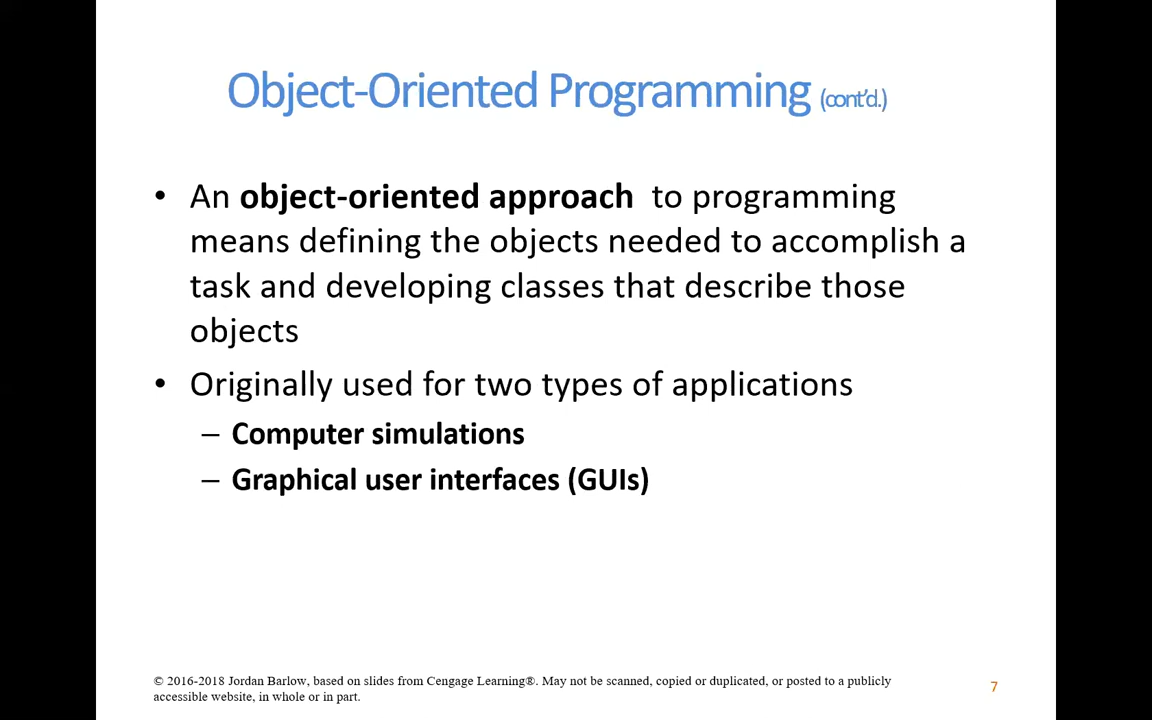 Object-Oriented Programming (cont'd.)
• An object-oriented approach to programming
means defining the objects needed to accomplish a
task and developing classes that describe those
objects
• Originally used for two types of applications
– Computer simulations
– Graphical user interfaces (GUIs)
© 2016-2018 Jordan Barlow, based on slides from Cengage Learning®. May not be scanned, copied or duplicated, or posted to a publicly
accessible website, in whole or in part.
7